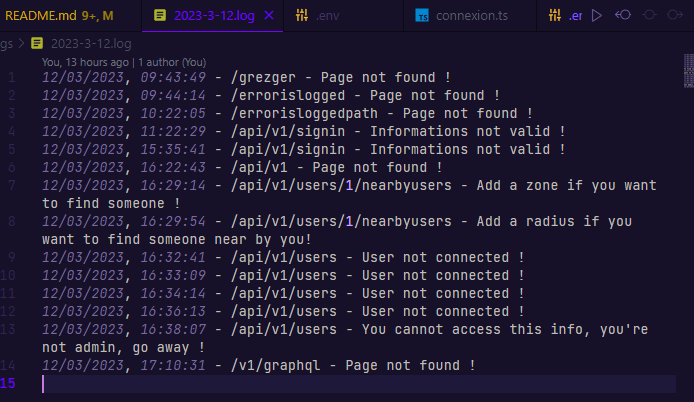 README.md 9+, M 2023-3-12.log .env connexion.ts .er
gs > 2023-3-12.log
You, 13 hours ago | 1 author (You)
1 12/03/2023, 09:43:49 - /grezger - Page not found !
2 12/03/2023, 09:44:14 - /errorislogged - Page not found !
3 12/03/2023, 10:22:05 - /errorisloggedpath - Page not found !
4 12/03/2023, 11:22:29 - /api/v1/signin - Informations not valid !
5 12/03/2023, 15:35:41 - /api/v1/signin - Informations not valid !
6 12/03/2023, 16:22:43 - /api/v1 - Page not found !
7 12/03/2023, 16:29:14 - /api/v1/users/1/nearbyusers - Add a zone if you want
to find someone !
8 12/03/2023, 16:29:54 - /api/v1/users/1/nearbyusers - Add a radius if you
want to find someone near by you!
9 12/03/2023, 16:32:41 - /api/v1/users - User not connected !
10 12/03/2023, 16:33:09 - /api/v1/users - User not connected !
11 12/03/2023, 16:34:14 - /api/v1/users - User not connected !
12 12/03/2023, 16:36:13 - /api/v1/users - User not connected !
13 12/03/2023, 16:38:07 - /api/v1/users - You cannot access this info, you're
not admin, go away !
14 12/03/2023, 17:10:31 - /v1/graphql - Page not found !
15